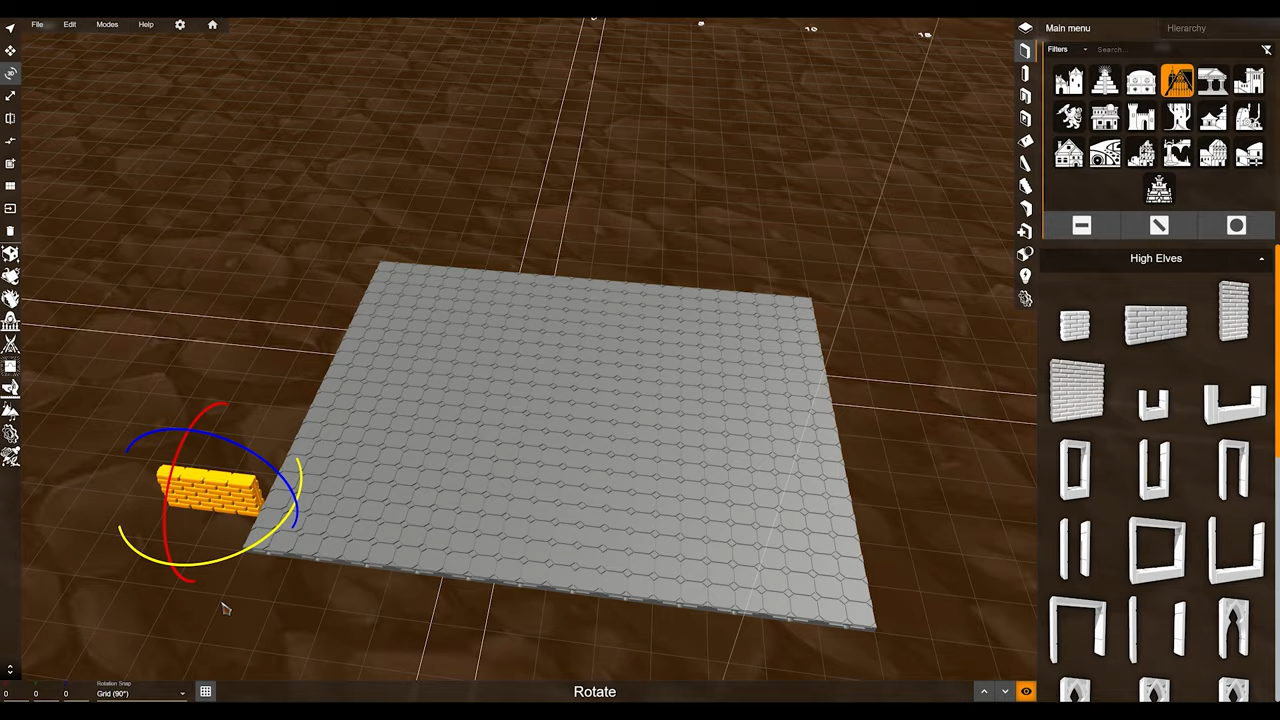 File Edit Modes Help
Main menu Hierarchy
Filters Search...
High Elves
Rotation Snap
0 0 0 Grid (90°)
Rotate